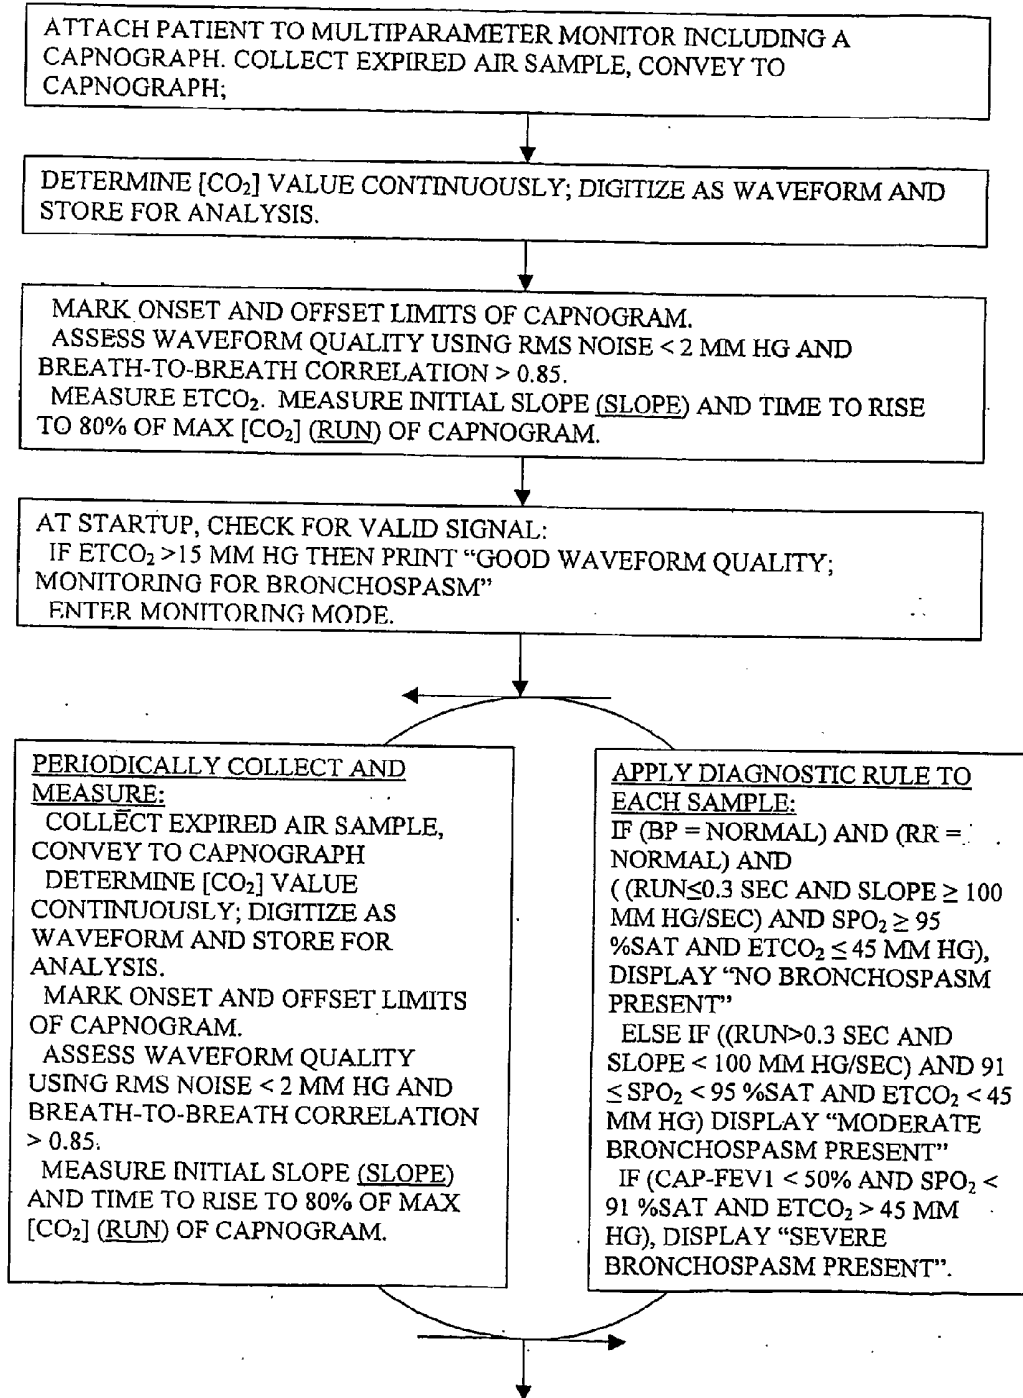 ATTACH PATIENT TO MULTIPARAMETER MONITOR INCLUDING A
CAPNOGRAPH. COLLECT EXPIRED AIR SAMPLE, CONVEY TO
CAPNOGRAPH;
DETERMINE [CO₂] VALUE CONTINUOUSLY; DIGITIZE AS WAVEFORM AND
STORE FOR ANALYSIS.
MARK ONSET AND OFFSET LIMITS OF CAPNOGRAM.
ASSESS WAVEFORM QUALITY USING RMS NOISE < 2 MM HG AND
BREATH-TO-BREATH CORRELATION > 0.85.
MEASURE ETCO₂. MEASURE INITIAL SLOPE (SLOPE) AND TIME TO RISE
TO 80% OF MAX [CO₂] (RUN) OF CAPNOGRAM.
AT STARTUP, CHECK FOR VALID SIGNAL:
IF ETCO₂ >15 MM HG THEN PRINT “GOOD WAVEFORM QUALITY;
MONITORING FOR BRONCHOSPASM”
ENTER MONITORING MODE.
PERIODICALLY COLLECT AND
MEASURE:
COLLECT EXPIRED AIR SAMPLE,
CONVEY TO CAPNOGRAPH
DETERMINE [CO₂] VALUE
CONTINUOUSLY; DIGITIZE AS
WAVEFORM AND STORE FOR
ANALYSIS.
MARK ONSET AND OFFSET LIMITS
OF CAPNOGRAM.
ASSESS WAVEFORM QUALITY
USING RMS NOISE < 2 MM HG AND
BREATH-TO-BREATH CORRELATION
> 0.85.
MEASURE INITIAL SLOPE (SLOPE)
AND TIME TO RISE TO 80% OF MAX
[CO₂] (RUN) OF CAPNOGRAM.
APPLY DIAGNOSTIC RULE TO
EACH SAMPLE:
IF (BP = NORMAL) AND (RR =
NORMAL) AND
( (RUN≤0.3 SEC AND SLOPE ≥ 100
MM HG/SEC) AND SPO₂ ≥ 95
%SAT AND ETCO₂ ≤ 45 MM HG),
DISPLAY “NO BRONCHOSPASM
PRESENT”
ELSE IF ((RUN>0.3 SEC AND
SLOPE < 100 MM HG/SEC) AND 91
≤ SPO₂ < 95 %SAT AND ETCO₂ < 45
MM HG) DISPLAY “MODERATE
BRONCHOSPASM PRESENT”
IF (CAP-FEV1 < 50% AND SPO₂ <
91 %SAT AND ETCO₂ > 45 MM
HG), DISPLAY “SEVERE
BRONCHOSPASM PRESENT”.